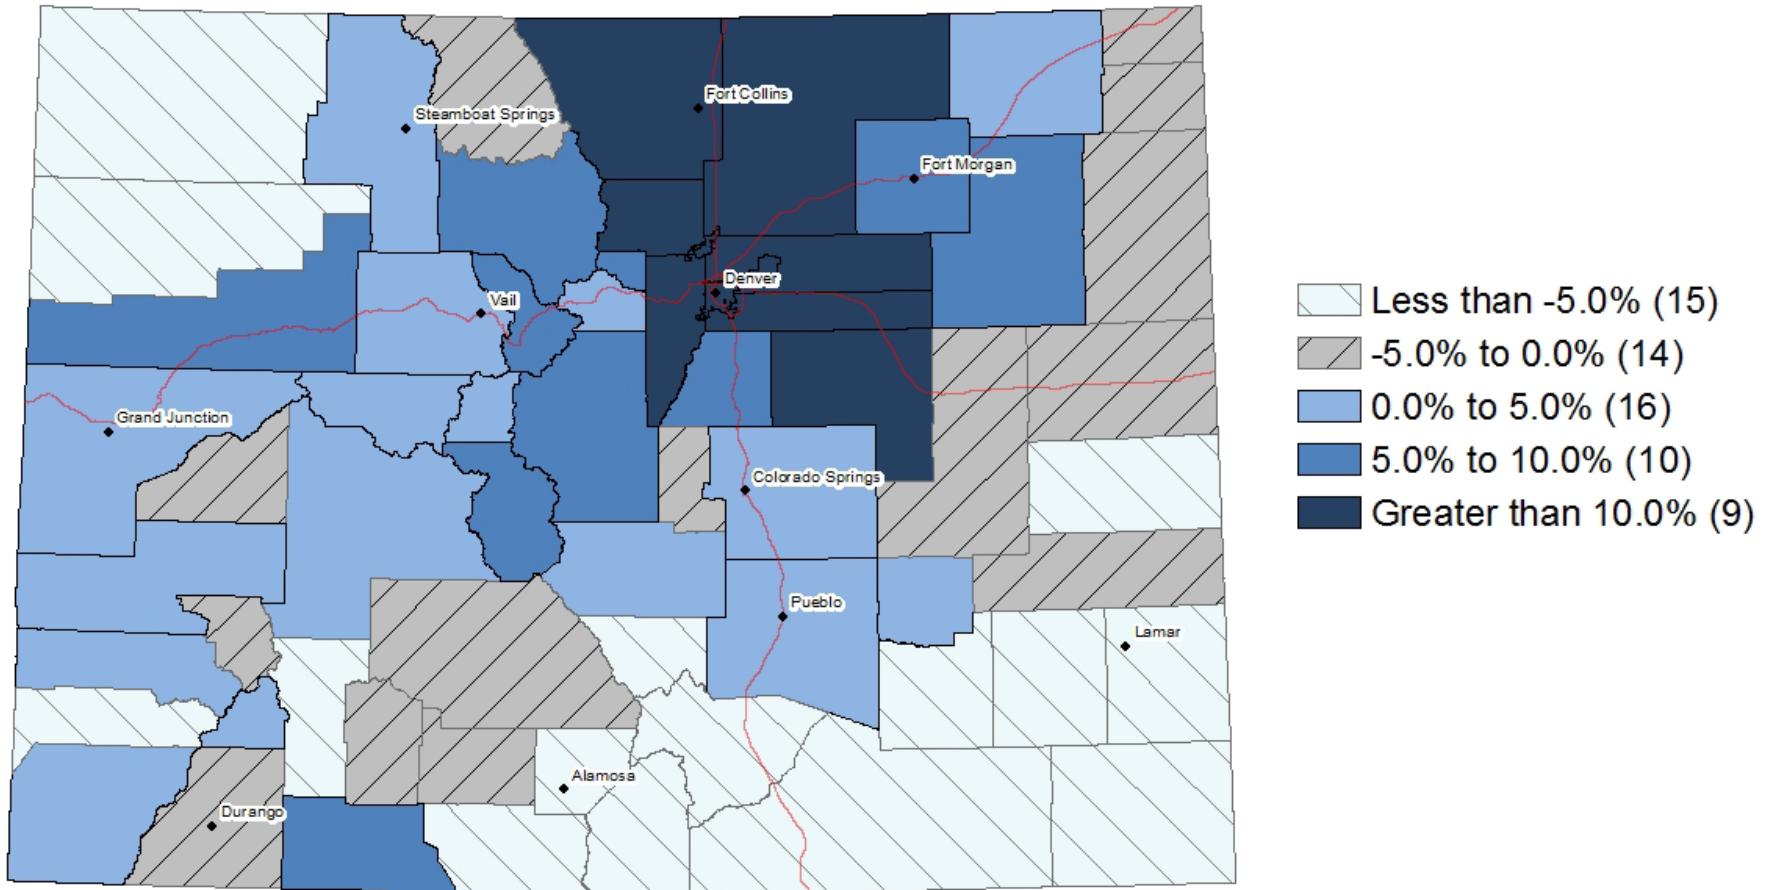 Fort Collins
Steamboat Springs
Fort Morgan
Denver
Vail
Grand Junction
Colorado Springs
Pueblo
Lamar
Alamosa
Durango
Less than -5.0% (15)
-5.0% to 0.0% (14)
0.0% to 5.0% (16)
5.0% to 10.0% (10)
Greater than 10.0% (9)